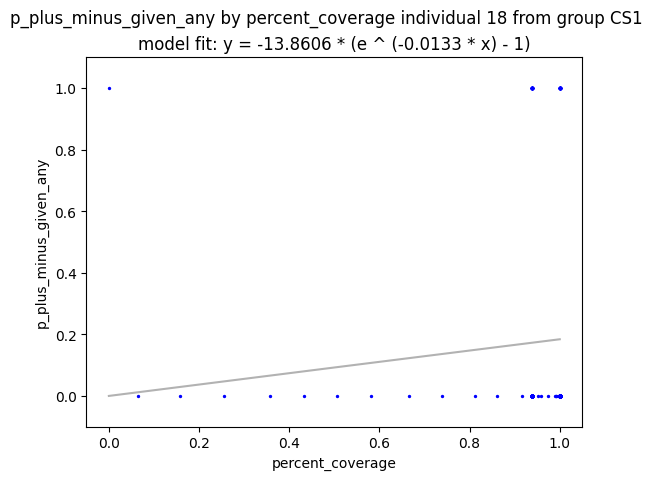 p_plus_minus_given_any by percent_coverage individual 18 from group CS1
model fit: y = -13.8606 * (e ^ (-0.0133 * x) - 1)
1.0
0.8
0.6
0.4
0.2
0.0
p_plus_minus_given_any
0.0 0.2 0.4 0.6 0.8 1.0
percent_coverage